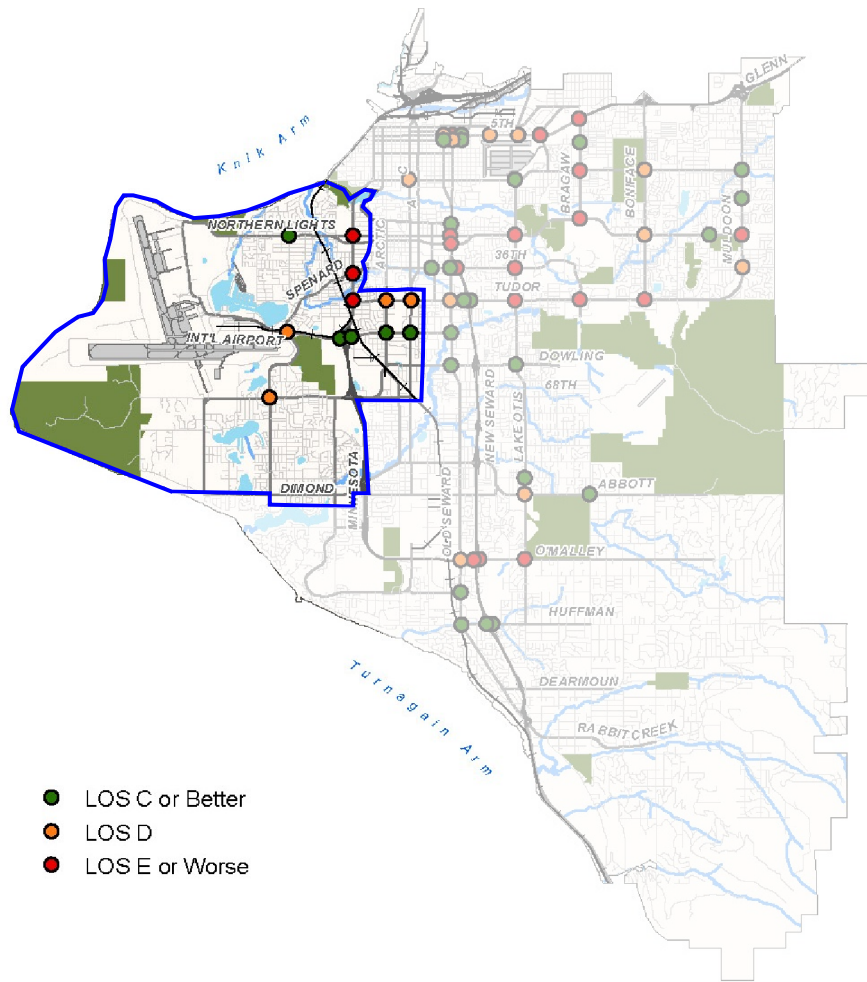 GLENN
Knik Arm
5TH
C
A
BRAGAW
BONIFACE
MULDOON
NORTHERN LIGHTS
ARCTIC
36TH
SPENARD
TUDOR
INT'L AIRPORT
DOWLING
68TH
NEW SEWARD
LAKE OTIS
DIMOND
MINNESOTA
OLD SEWARD
ABBOTT
O'MALLEY
HUFFMAN
DEARMOUN
RABBIT CREEK
Turnagain Arm
LOS C or Better
LOS D
LOS E or Worse